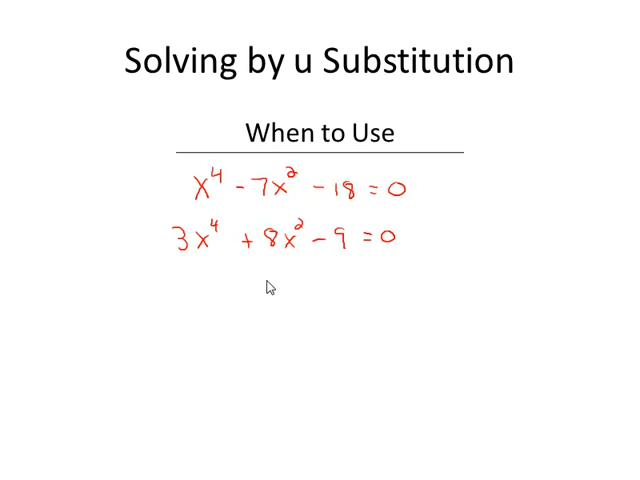 Solving by u Substitution
When to Use
x⁴ - 7x² - 18 = 0
3x⁴ + 8x² - 9 = 0